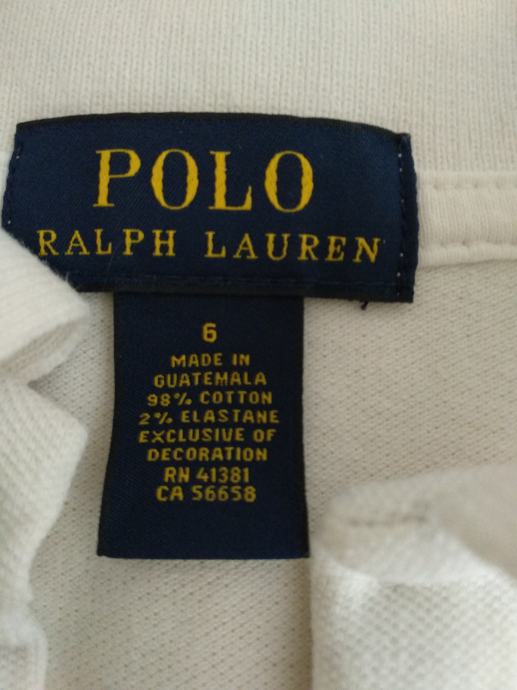 POLO
RALPH LAUREN
6
MADE IN
GUATEMALA
98% COTTON
2% ELASTANE
EXCLUSIVE OF
DECORATION
RN 41381
CA 56658